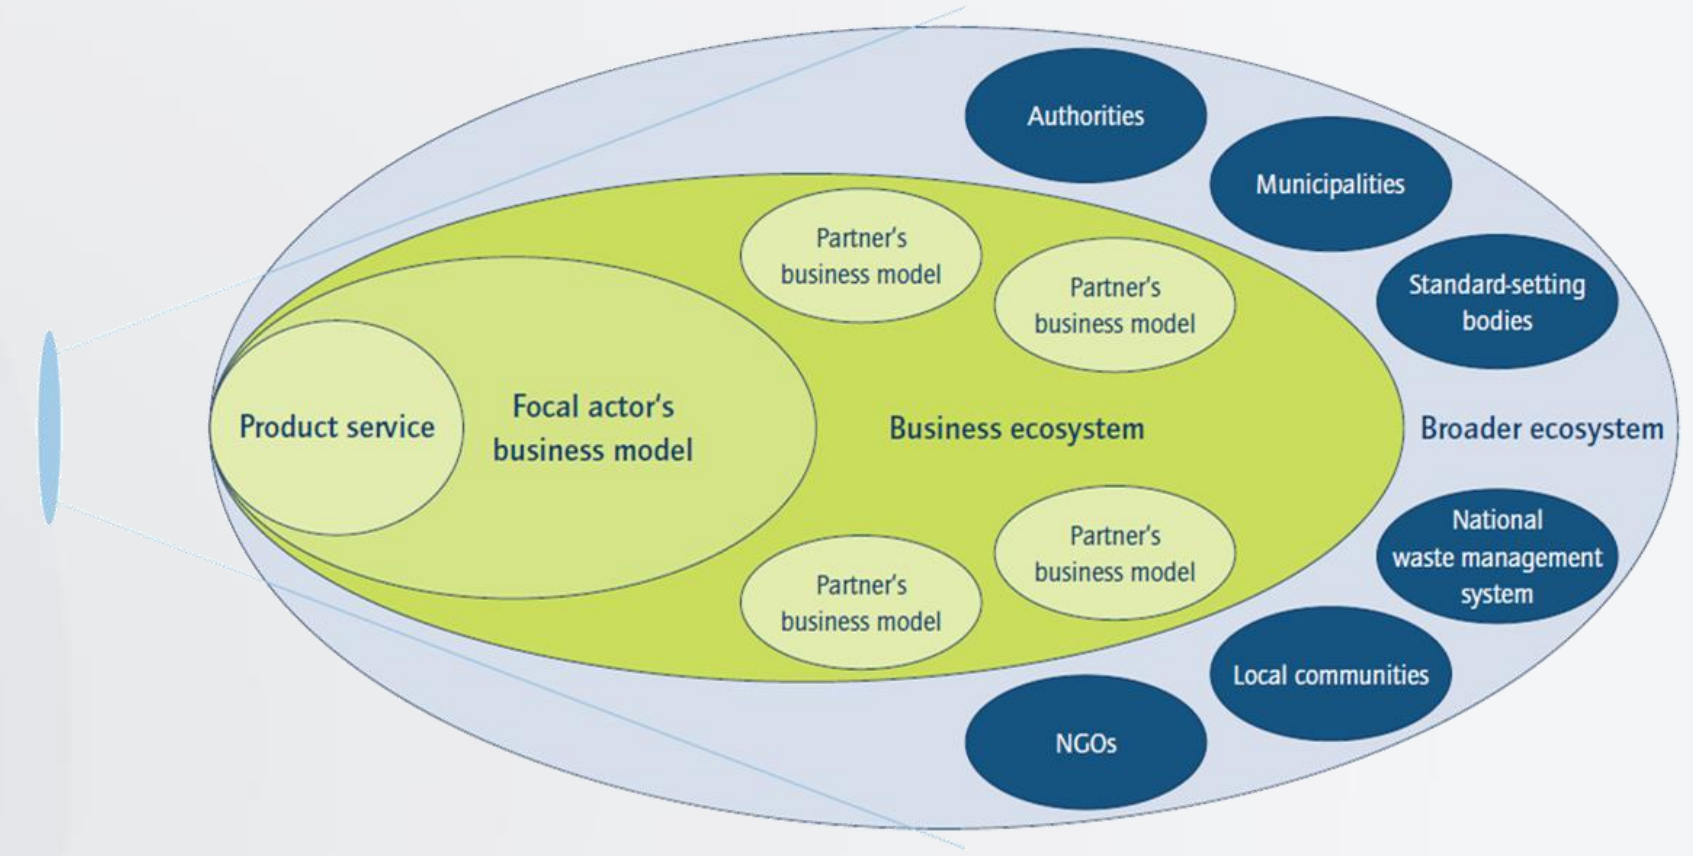 Authorities
Municipalities
Standard-setting
bodies
Partner‘s
business model
Partner‘s
business model
Product service
Focal actor‘s
business model
Business ecosystem
Broader ecosystem
Partner‘s
business model
Partner‘s
business model
National
waste management
system
Local communities
NGOs